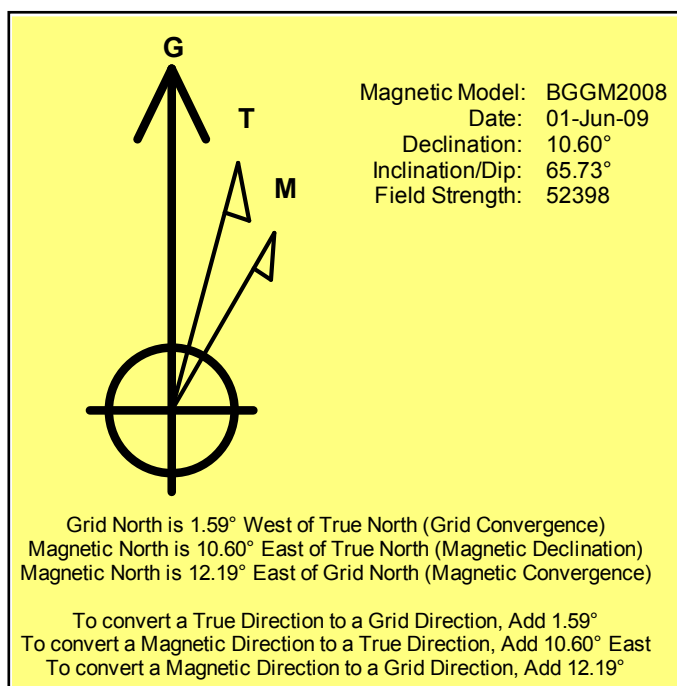 G
T
M
Magnetic Model: BGGM2008
Date: 01-Jun-09
Declination: 10.60°
Inclination/Dip: 65.73°
Field Strength: 52398
Grid North is 1.59° West of True North (Grid Convergence)
Magnetic North is 10.60° East of True North (Magnetic Declination)
Magnetic North is 12.19° East of Grid North (Magnetic Convergence)
To convert a True Direction to a Grid Direction, Add 1.59°
To convert a Magnetic Direction to a True Direction, Add 10.60° East
To convert a Magnetic Direction to a Grid Direction, Add 12.19°